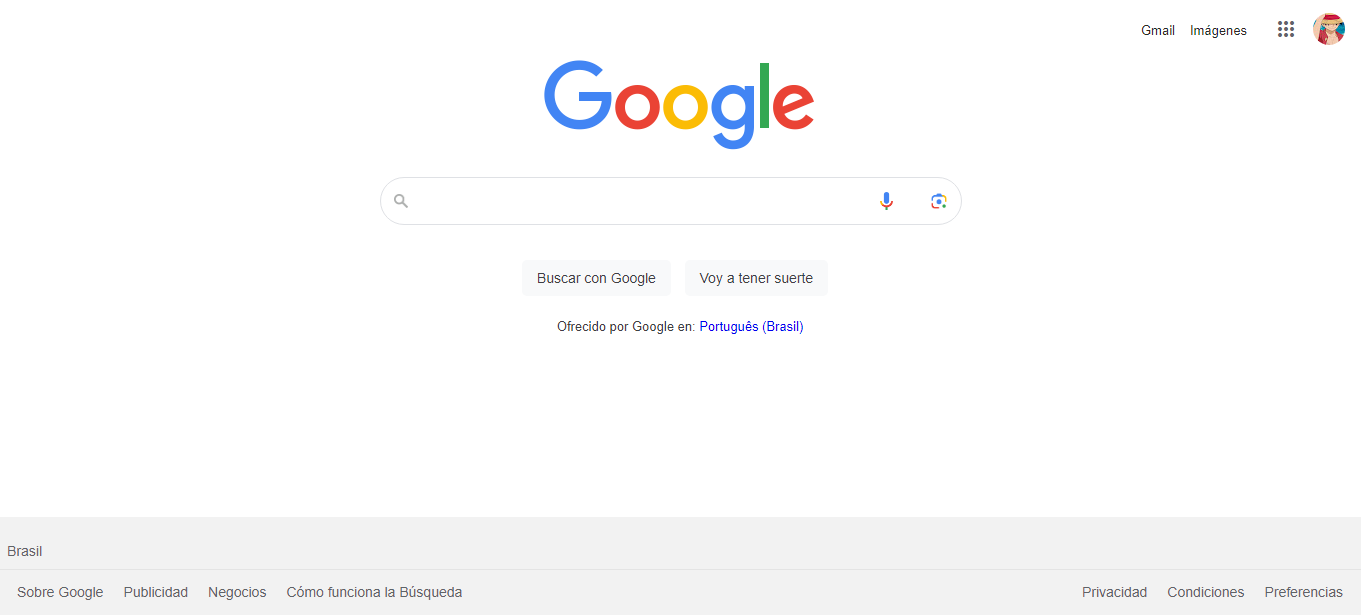 Gmail Imágenes
Google
Buscar con Google Voy a tener suerte
Ofrecido por Google en: Português (Brasil)
Brasil
Sobre Google Publicidad Negocios Cómo funciona la Búsqueda Privacidad Condiciones Preferencias